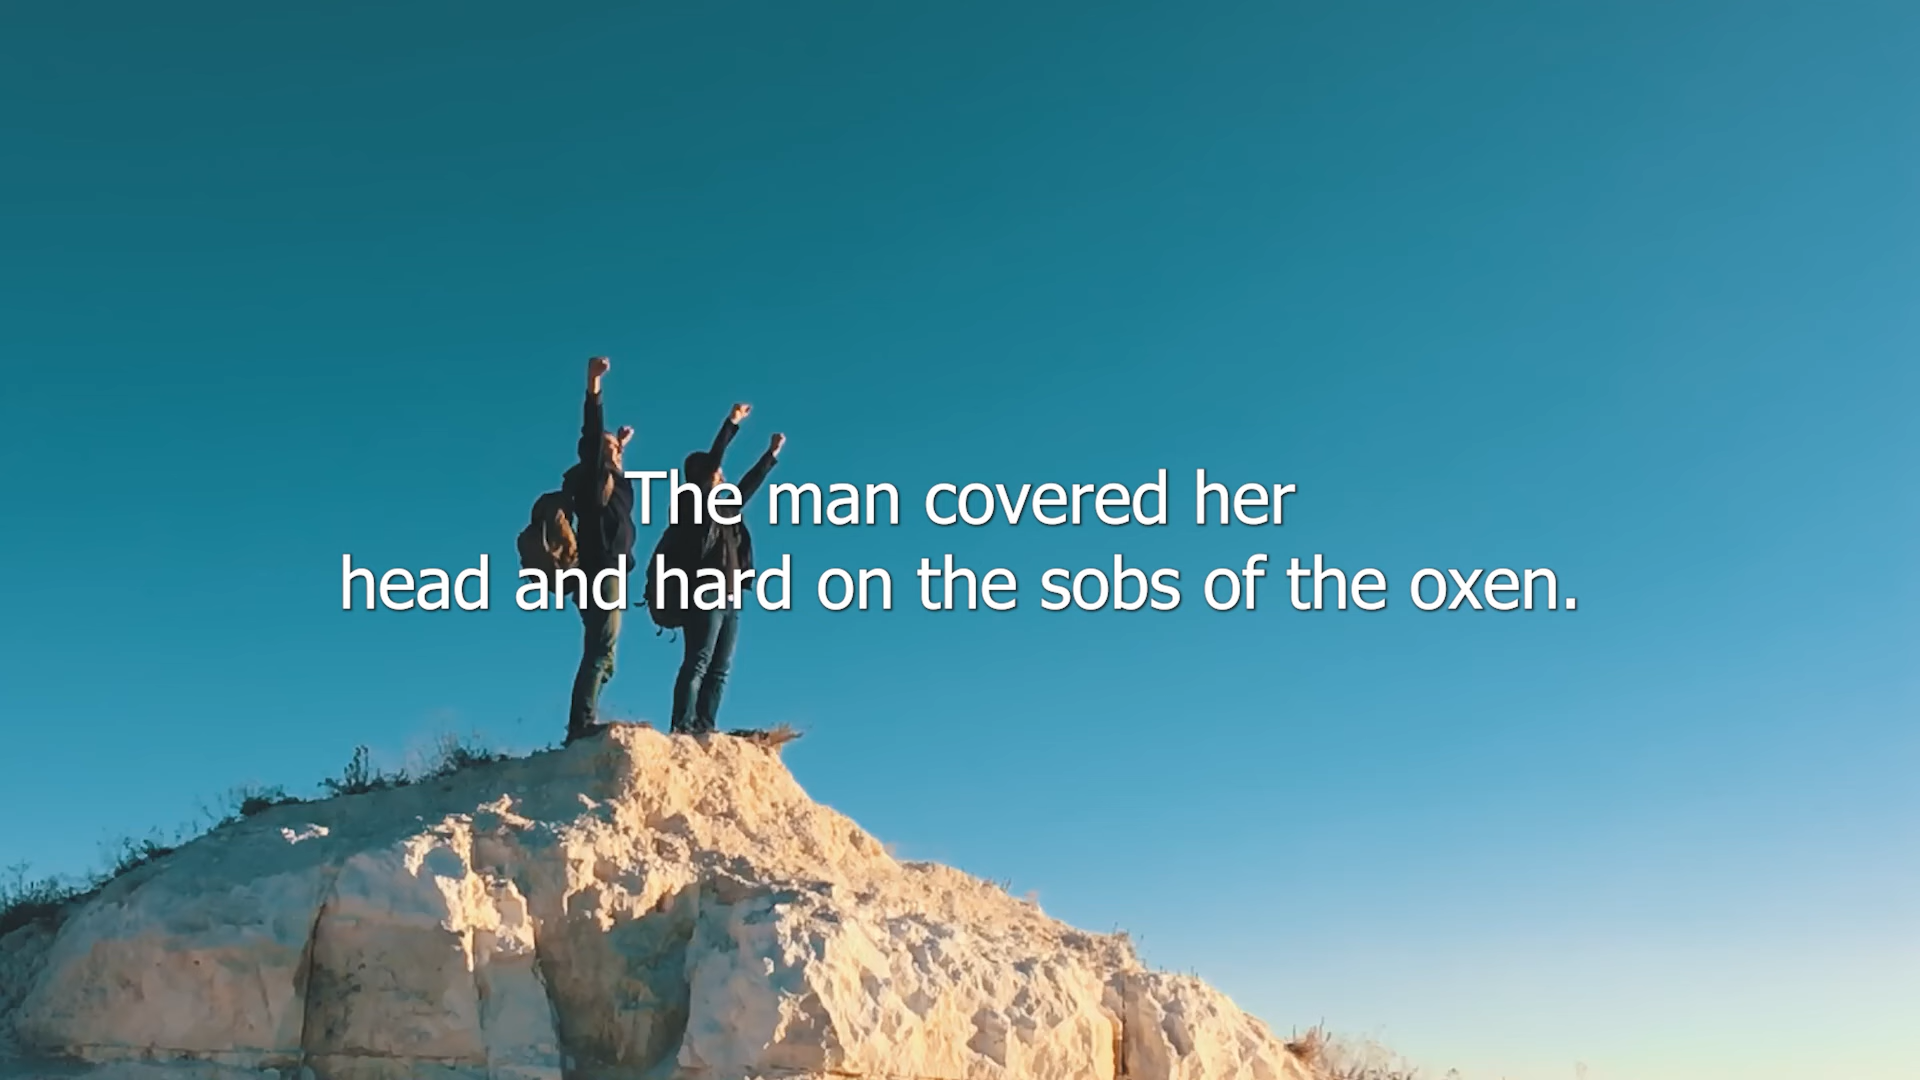 The man covered her
head and hard on the sobs of the oxen.